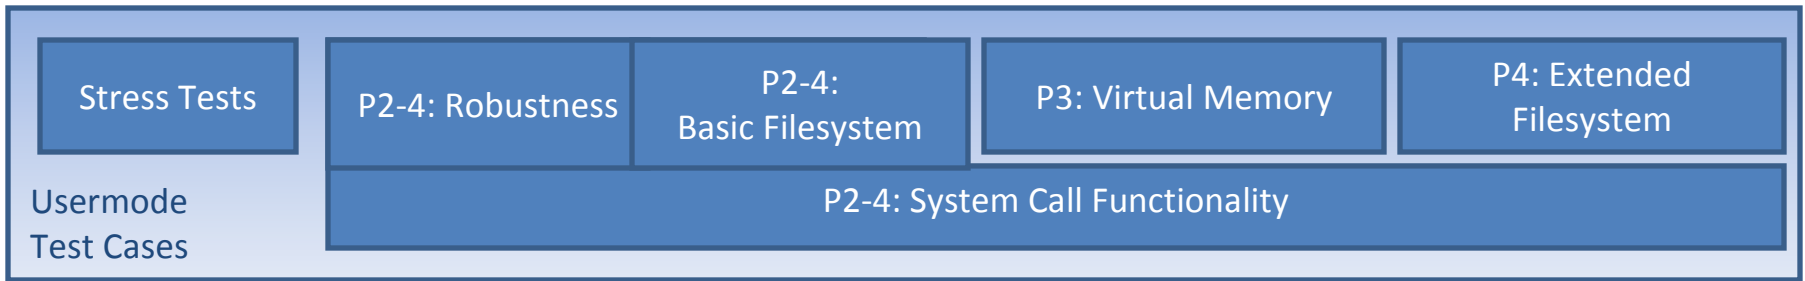 Stress Tests
P2-4: Robustness
P2-4:
Basic Filesystem
P3: Virtual Memory
P4: Extended
Filesystem
Usermode
Test Cases
P2-4: System Call Functionality